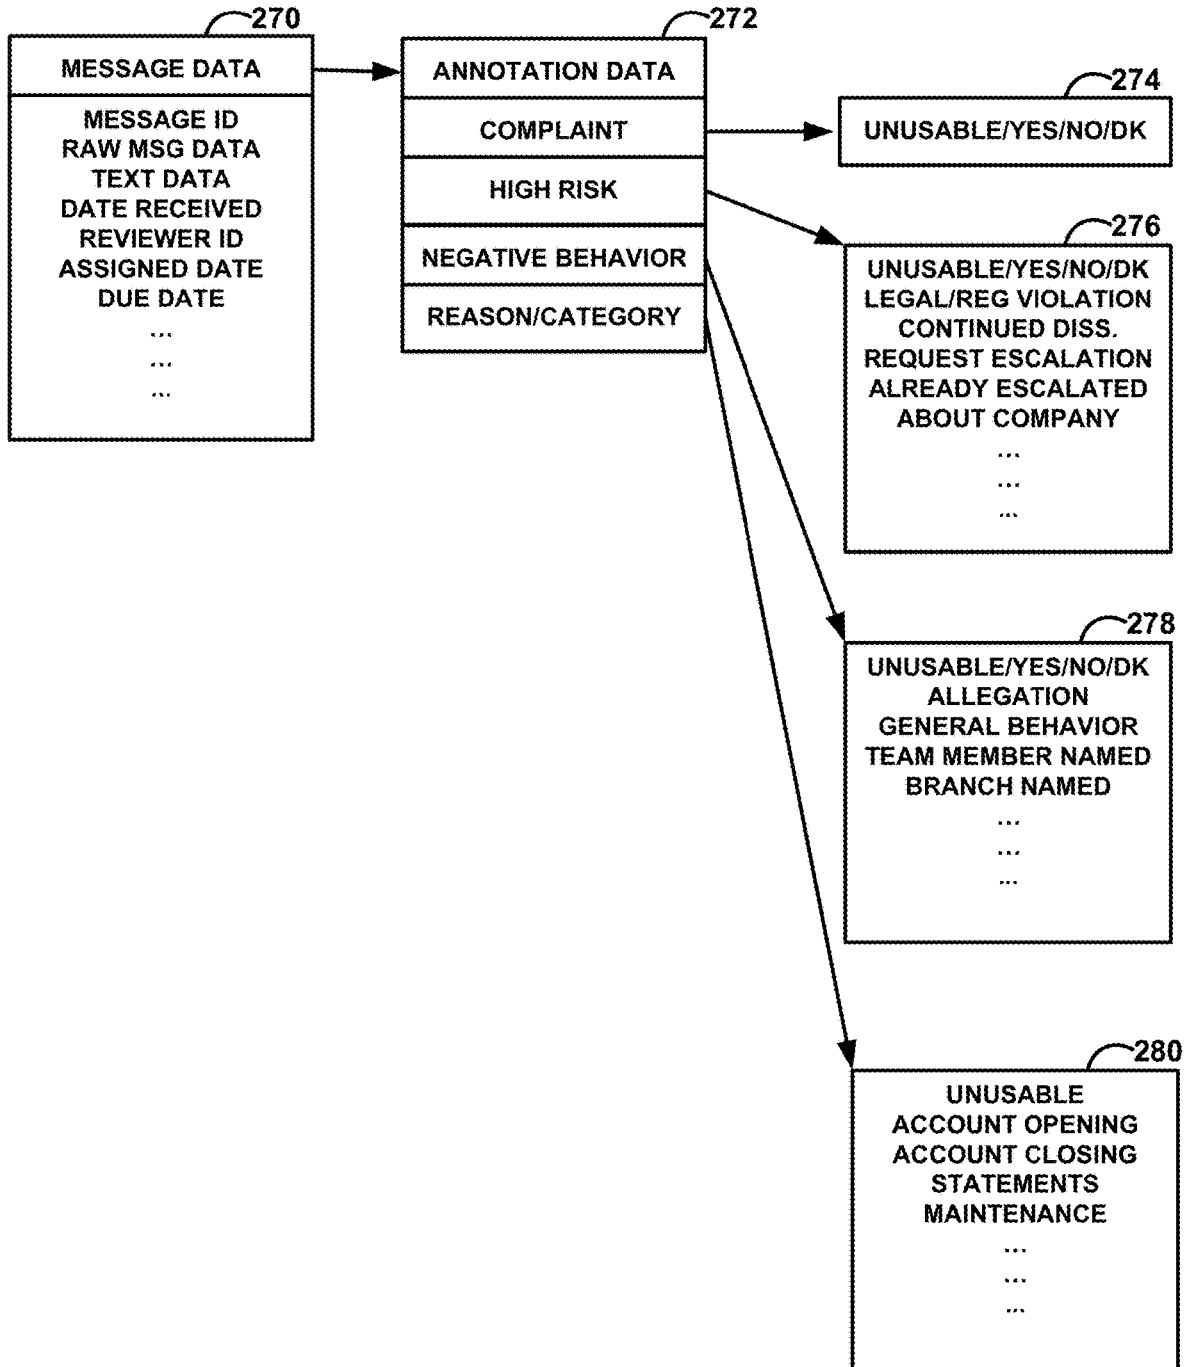 270
MESSAGE DATA
MESSAGE ID
RAW MSG DATA
TEXT DATA
DATE RECEIVED
REVIEWER ID
ASSIGNED DATE
DUE DATE
...
...
...
272
ANNOTATION DATA
COMPLAINT
HIGH RISK
NEGATIVE BEHAVIOR
REASON/CATEGORY
274
UNUSABLE/YES/NO/DK
276
UNUSABLE/YES/NO/DK
LEGAL/REG VIOLATION
CONTINUED DISS.
REQUEST ESCALATION
ALREADY ESCALATED
ABOUT COMPANY
...
...
...
278
UNUSABLE/YES/NO/DK
ALLEGATION
GENERAL BEHAVIOR
TEAM MEMBER NAMED
BRANCH NAMED
...
...
...
280
UNUSABLE
ACCOUNT OPENING
ACCOUNT CLOSING
STATEMENTS
MAINTENANCE
...
...
...